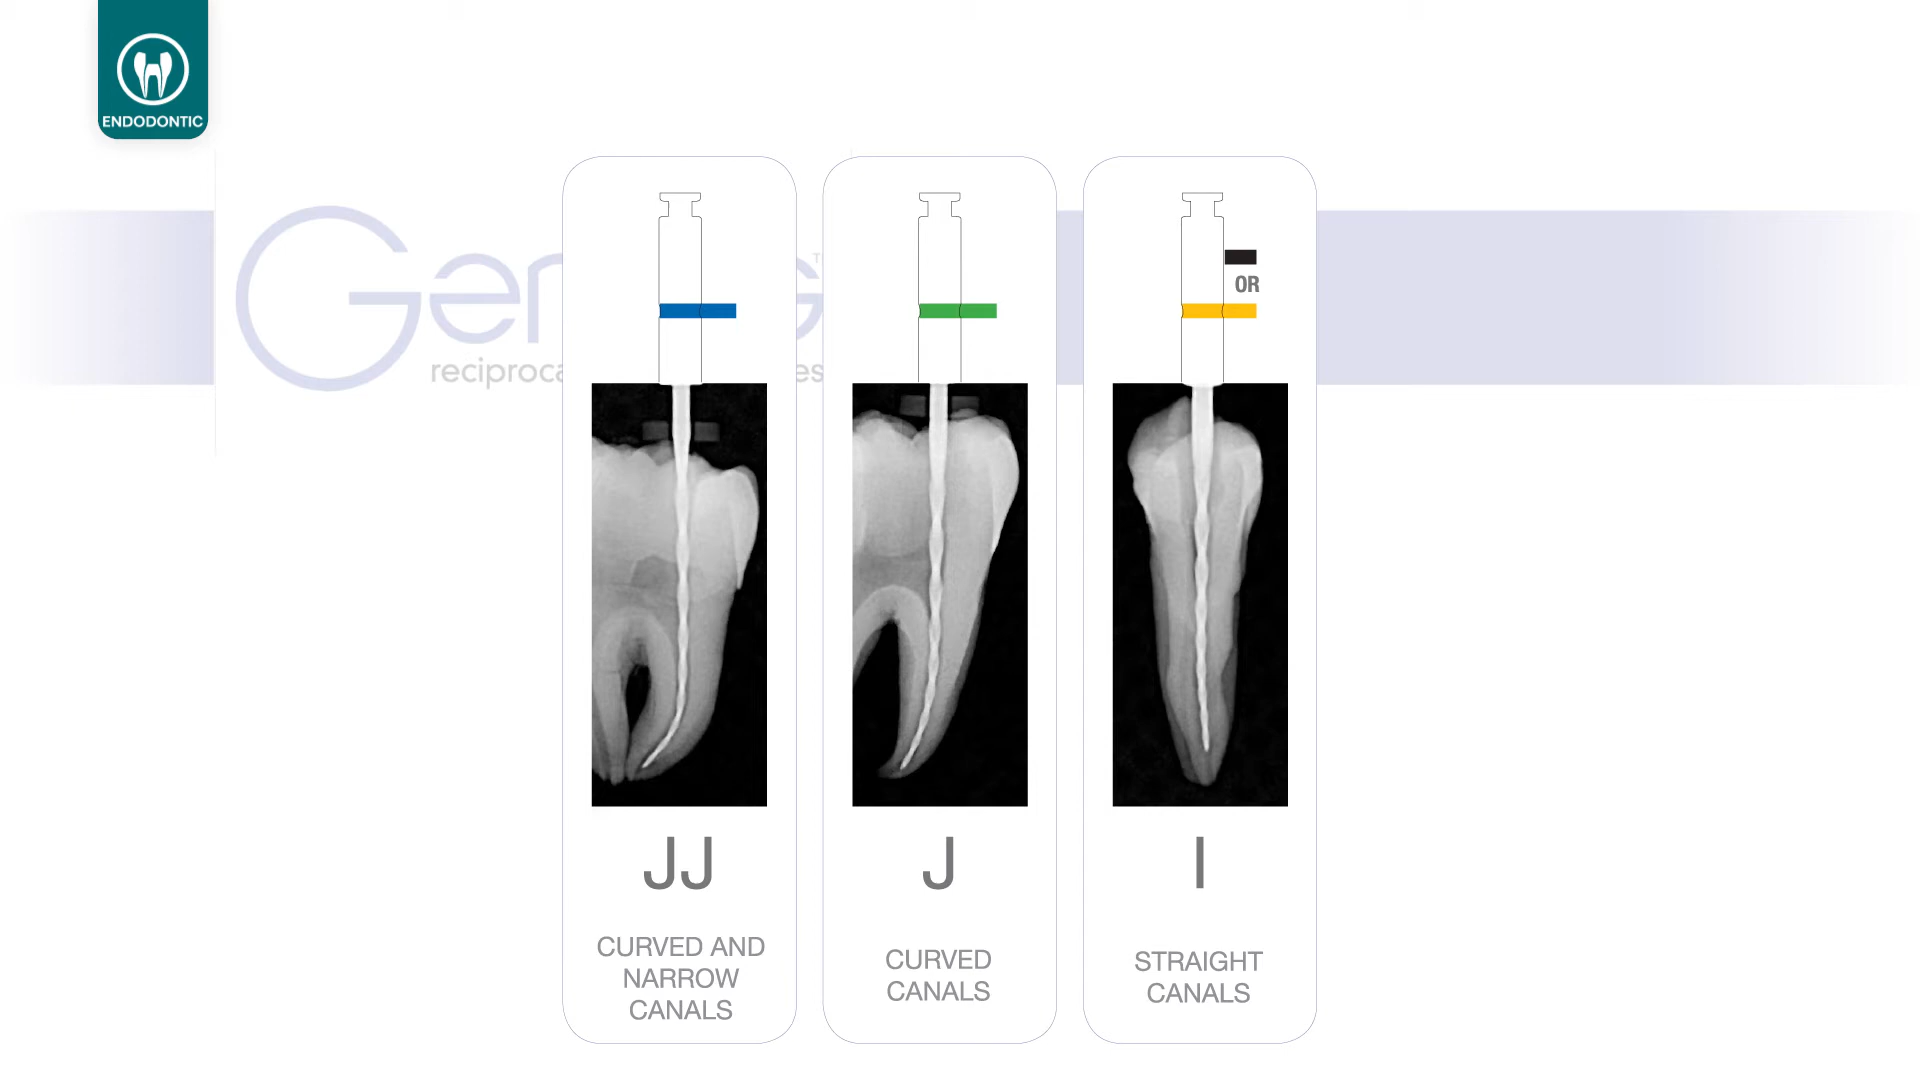 ENDODONTIC
OR
JJ
J
I
CURVED AND
NARROW
CANALS
CURVED
CANALS
STRAIGHT
CANALS